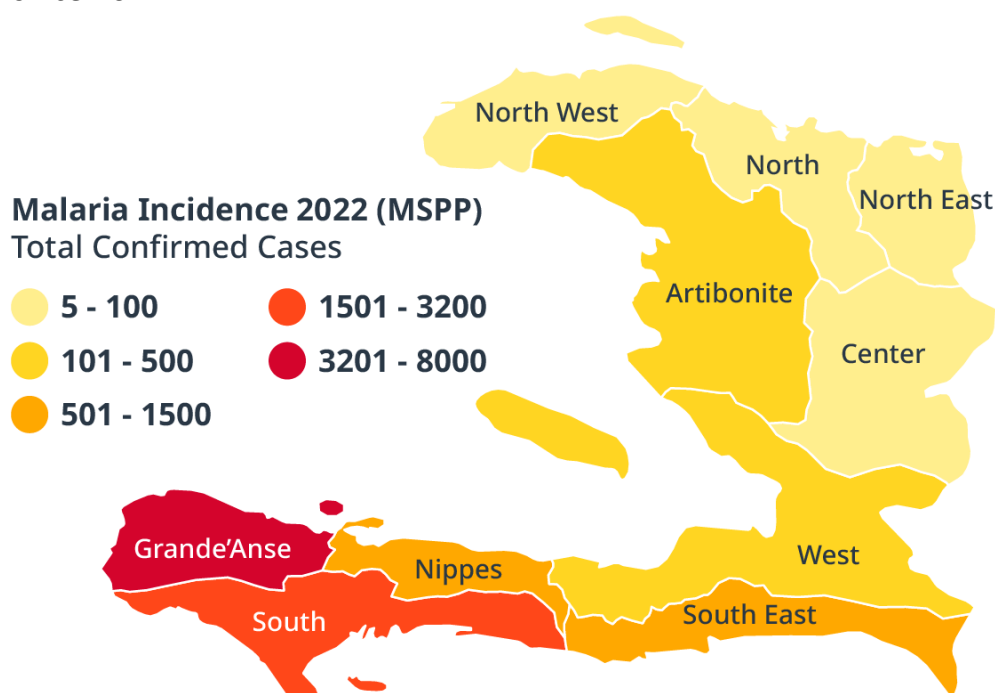 North West
North
North East
Malaria Incidence 2022 (MSPP)
Total Confirmed Cases
5 - 100
1501 - 3200
101 - 500
3201 - 8000
501 - 1500
Artibonite
Center
Grande'Anse
Nippes
West
South
South East